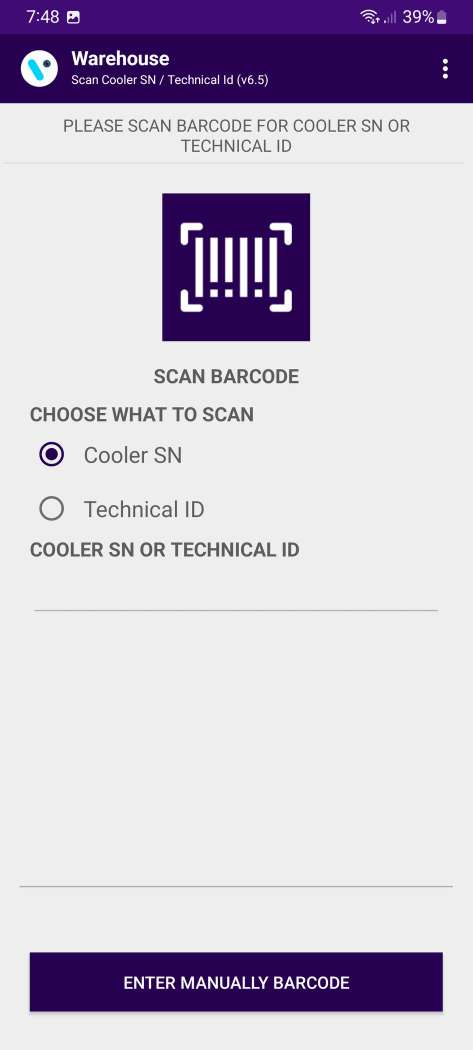 7:48
39%
Warehouse
Scan Cooler SN / Technical Id (v6.5)
PLEASE SCAN BARCODE FOR COOLER SN OR
TECHNICAL ID
SCAN BARCODE
CHOOSE WHAT TO SCAN
Cooler SN
Technical ID
COOLER SN OR TECHNICAL ID
ENTER MANUALLY BARCODE